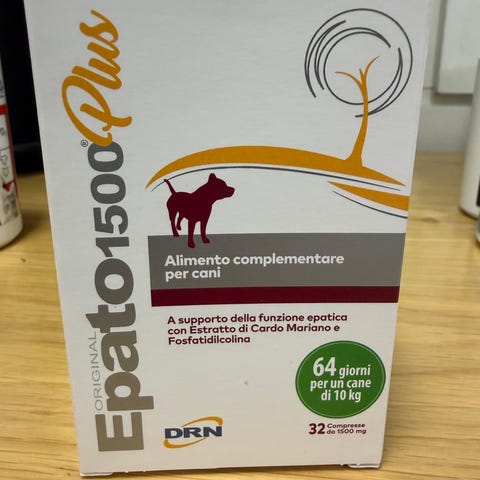 ORIGINAL
Epato1500® Plus
Alimento complementare
per cani
A supporto della funzione epatica
con Estratto di Cardo Mariano e
Fosfatidilcolina
64 giorni
per un cane
di 10 kg
DRN
32 Compresse
da 1500 mg